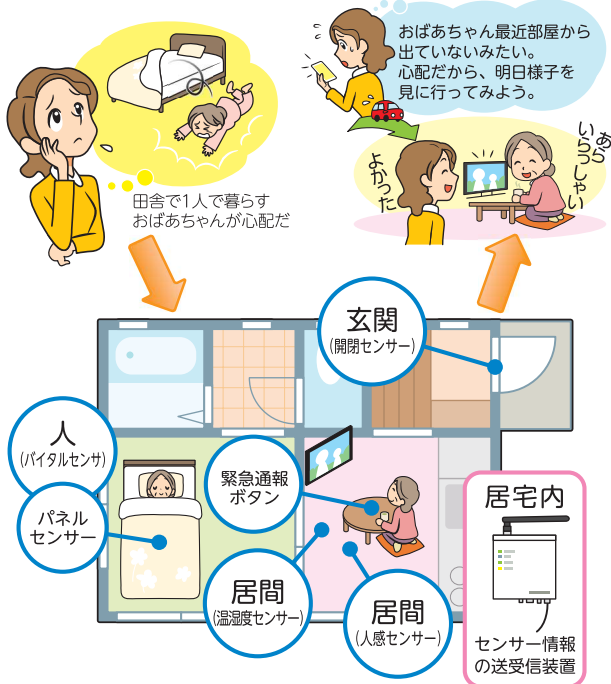 おばあちゃん最近部屋から
出ていないみたい。
心配だから、明日様子を
見に行ってみよう。
田舎で1人で暮らす
おばあちゃんが心配だ
よかった
あら
いらっしゃい
玄関
(開閉センサー)
人
(バイタルセンサ)
パネル
センサー
緊急通報
ボタン
居間
(温湿度センサー)
居間
(人感センサー)
居宅内
センサー情報
の送受信装置